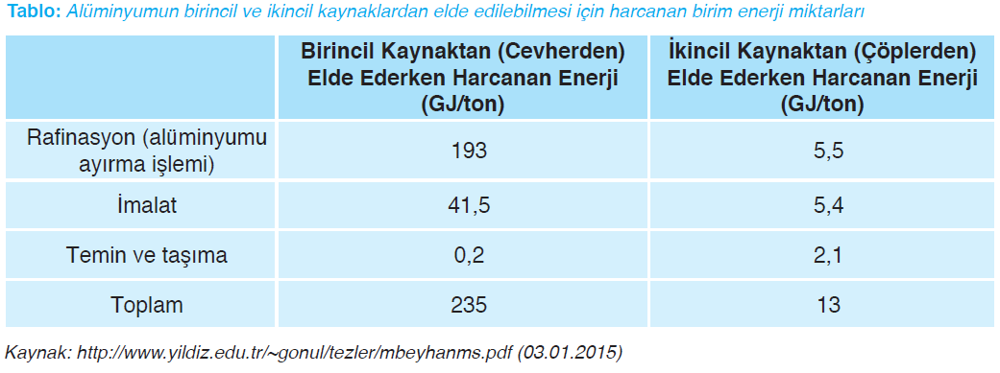 Tablo: Alüminyumun birincil ve ikincil kaynaklardan elde edilebilmesi için harcanan birim enerji miktarları
Birincil Kaynaktan (Cevherden)
Elde Ederken Harcanan Enerji
(GJ/ton)
İkincil Kaynaktan (Çöplerden)
Elde Ederken Harcanan Enerji
(GJ/ton)
Rafinasyon (alüminyumu
ayırma işlemi)
193
5,5
İmalat
41,5
5,4
Temin ve taşıma
0,2
2,1
Toplam
235
13
Kaynak: http://www.yildiz.edu.tr/~gonul/tezler/mbeyhanms.pdf (03.01.2015)